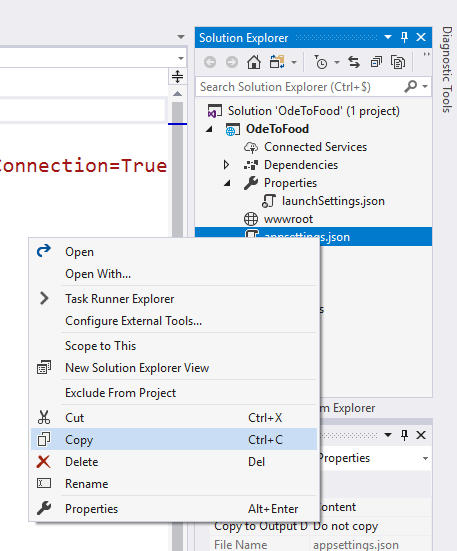 Solution Explorer
Search Solution Explorer (Ctrl+$)
Solution 'OdeToFood' (1 project)
OdeToFood
Connected Services
Dependencies
Properties
launchSettings.json
wwwroot
appsettings.json
Connection=True
Diagnostic Tools
Open
Open With...
Task Runner Explorer
Configure External Tools...
Scope to This
New Solution Explorer View
Exclude From Project
Cut Ctrl+X
Copy Ctrl+C
Delete Del
Rename
Properties Alt+Enter
Explorer
Properties
Copy to Output D Do not copy
File Name appsettings.json